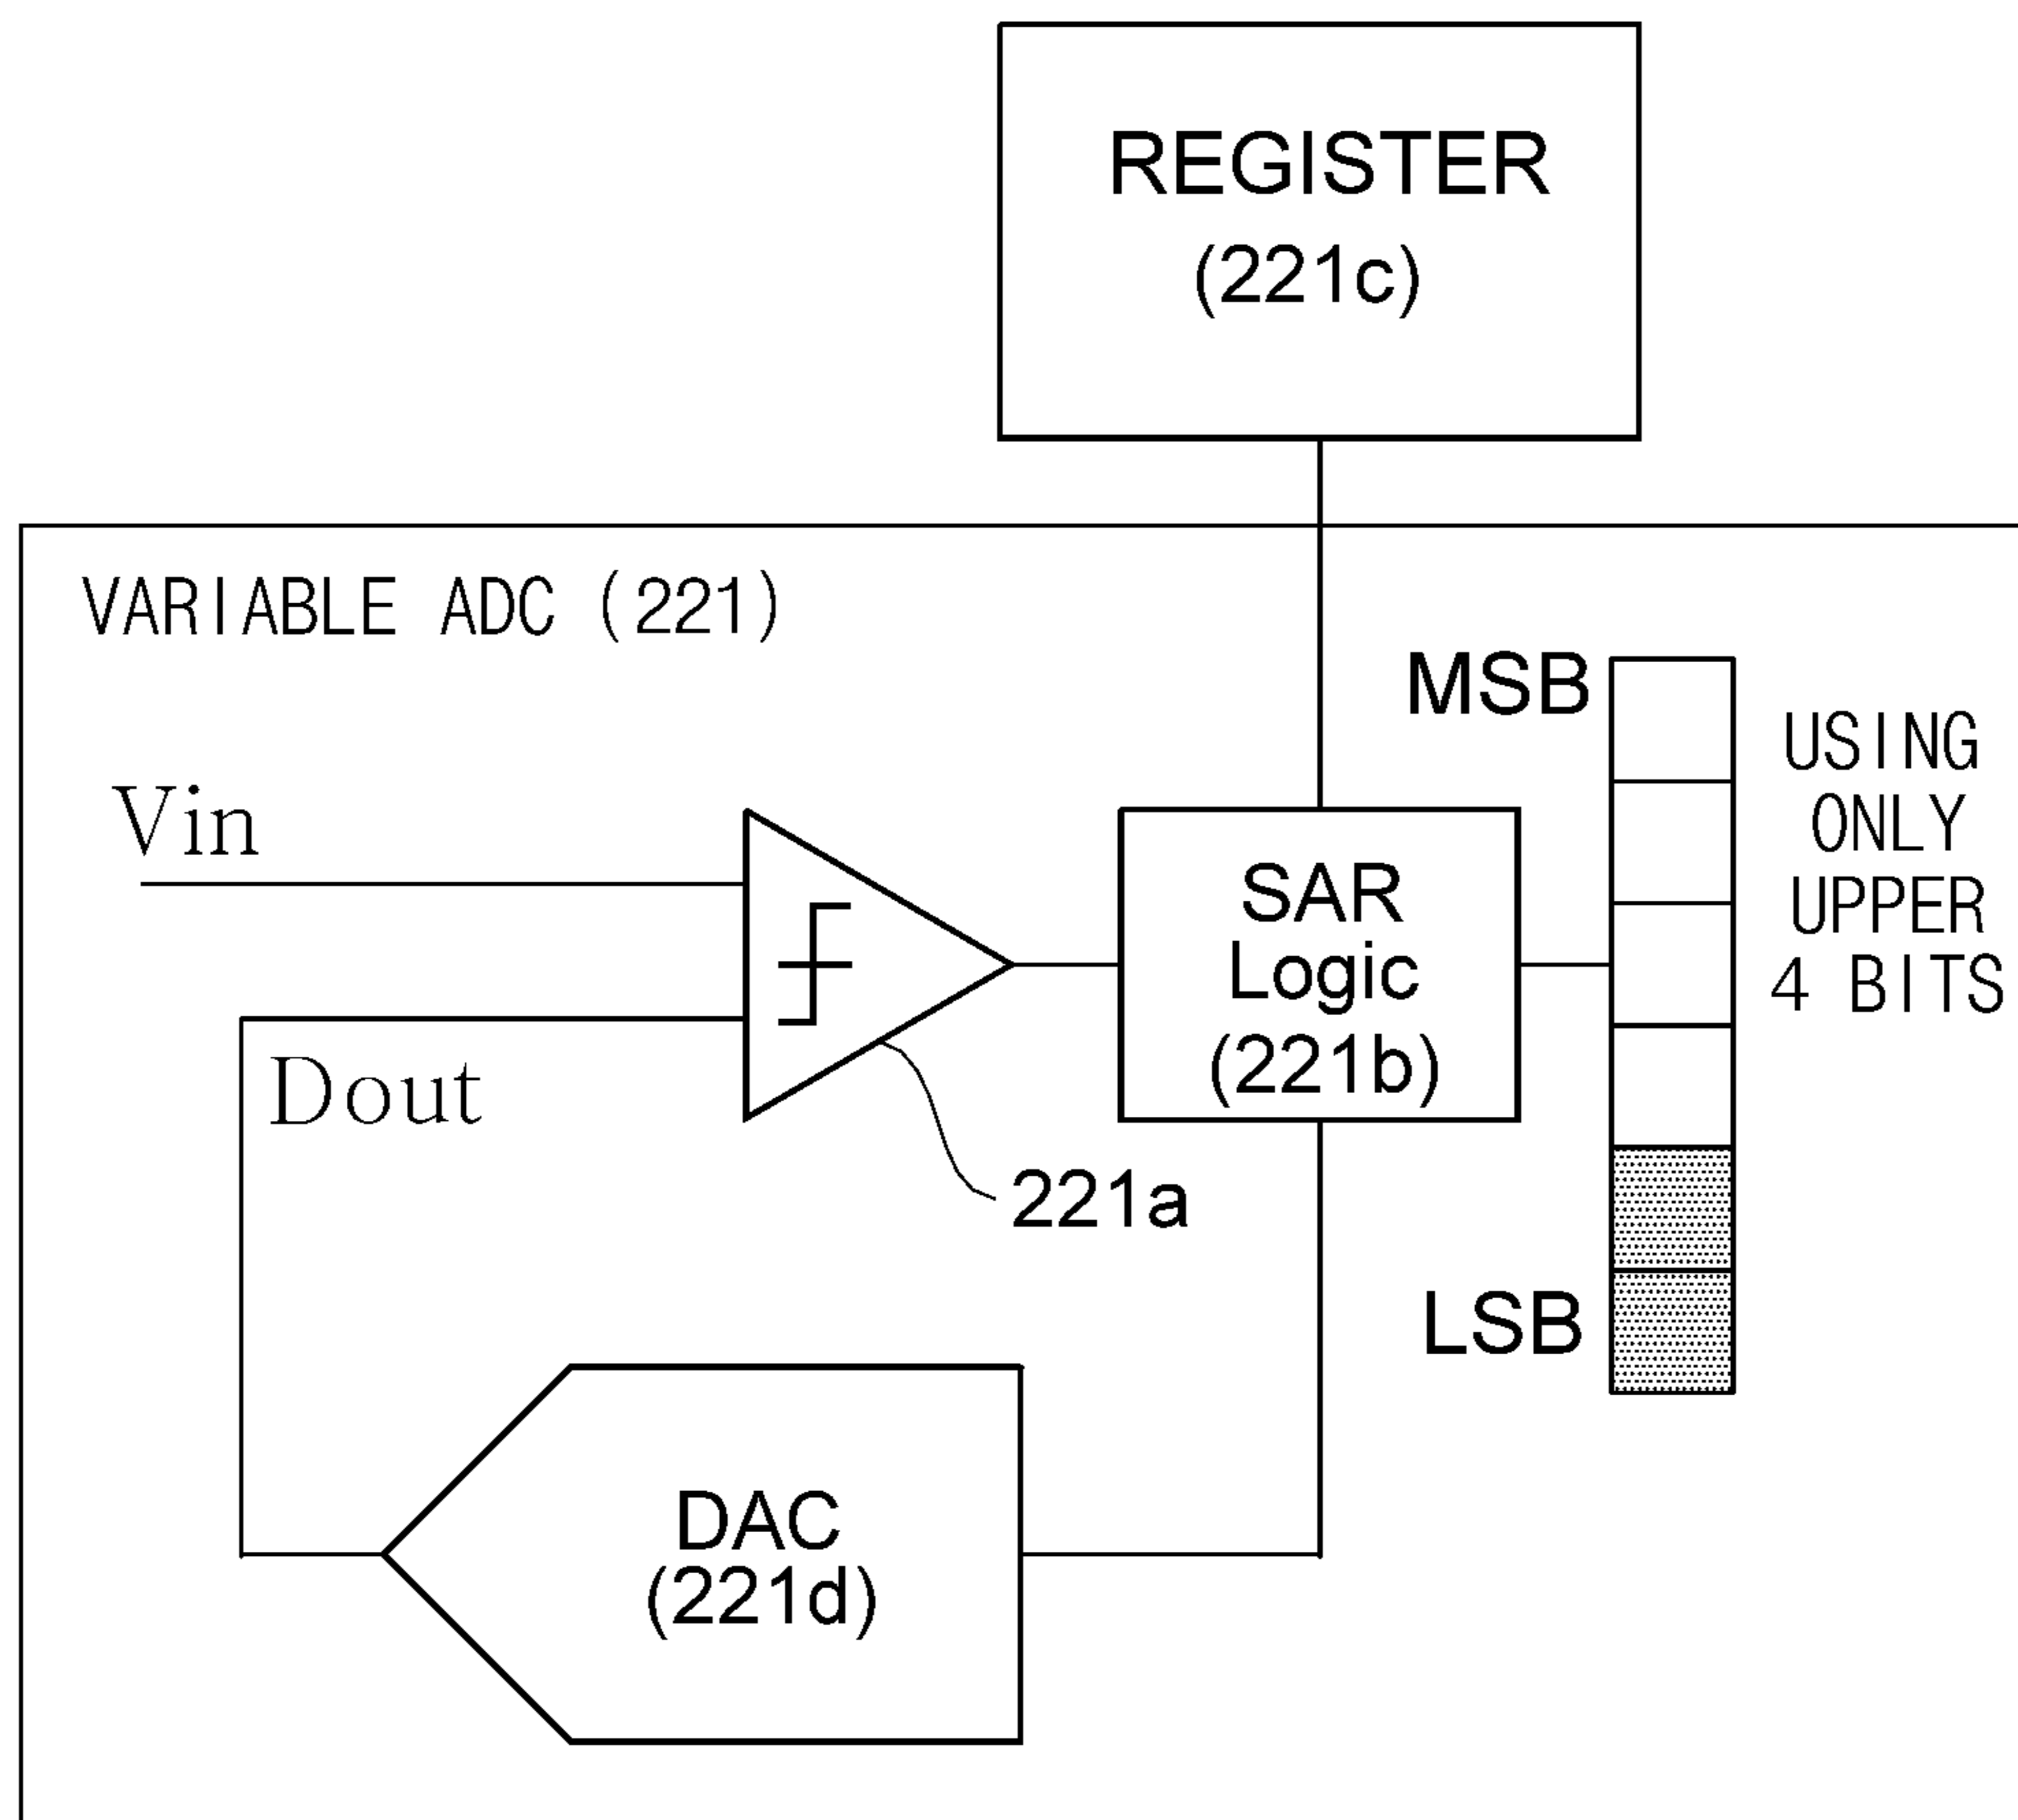 REGISTER
(221c)
VARIABLE ADC (221)
MSB
USING
ONLY
UPPER
4 BITS
Vin
SAR
Logic
(221b)
Dout
221a
LSB
DAC
(221d)